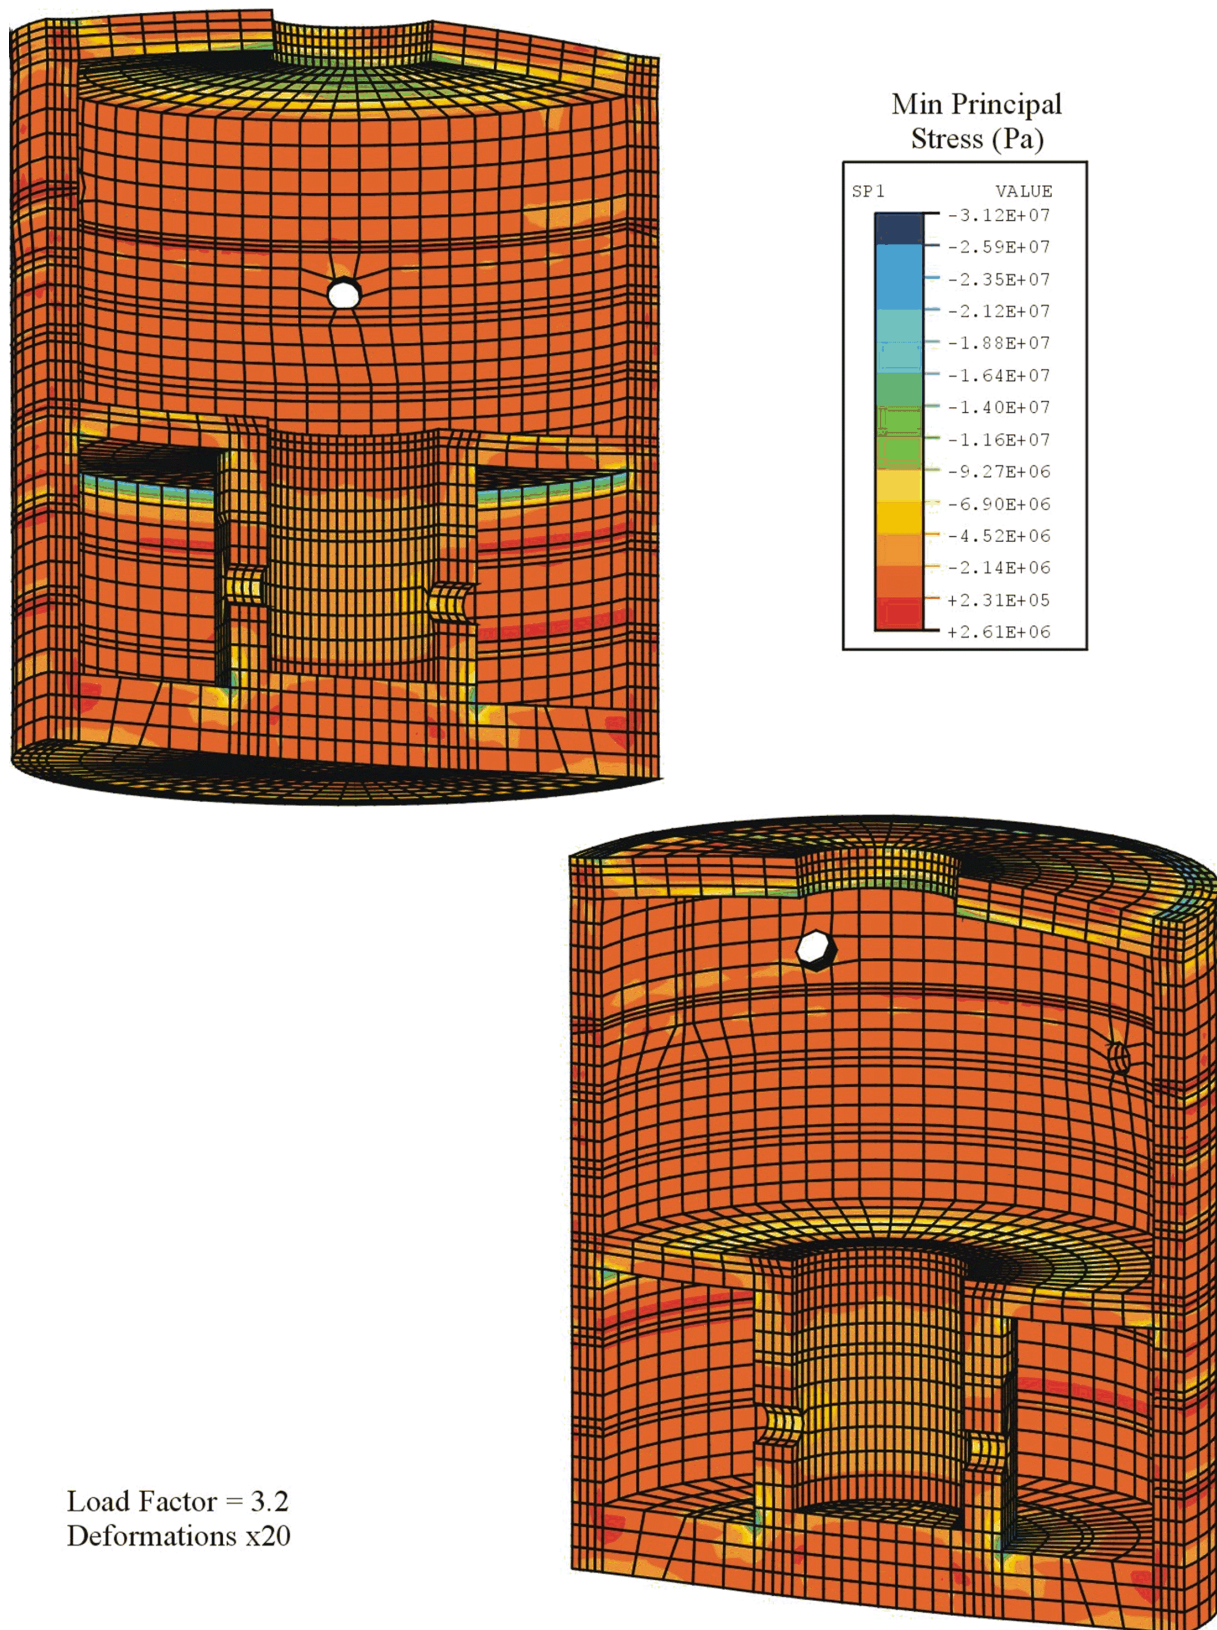 Min Principal
Stress (Pa)
SP1 VALUE
-3.12E+07
-2.59E+07
-2.35E+07
-2.12E+07
-1.88E+07
-1.64E+07
-1.40E+07
-1.16E+07
-9.27E+06
-6.90E+06
-4.52E+06
-2.14E+06
+2.31E+05
+2.61E+06
Load Factor = 3.2
Deformations x20